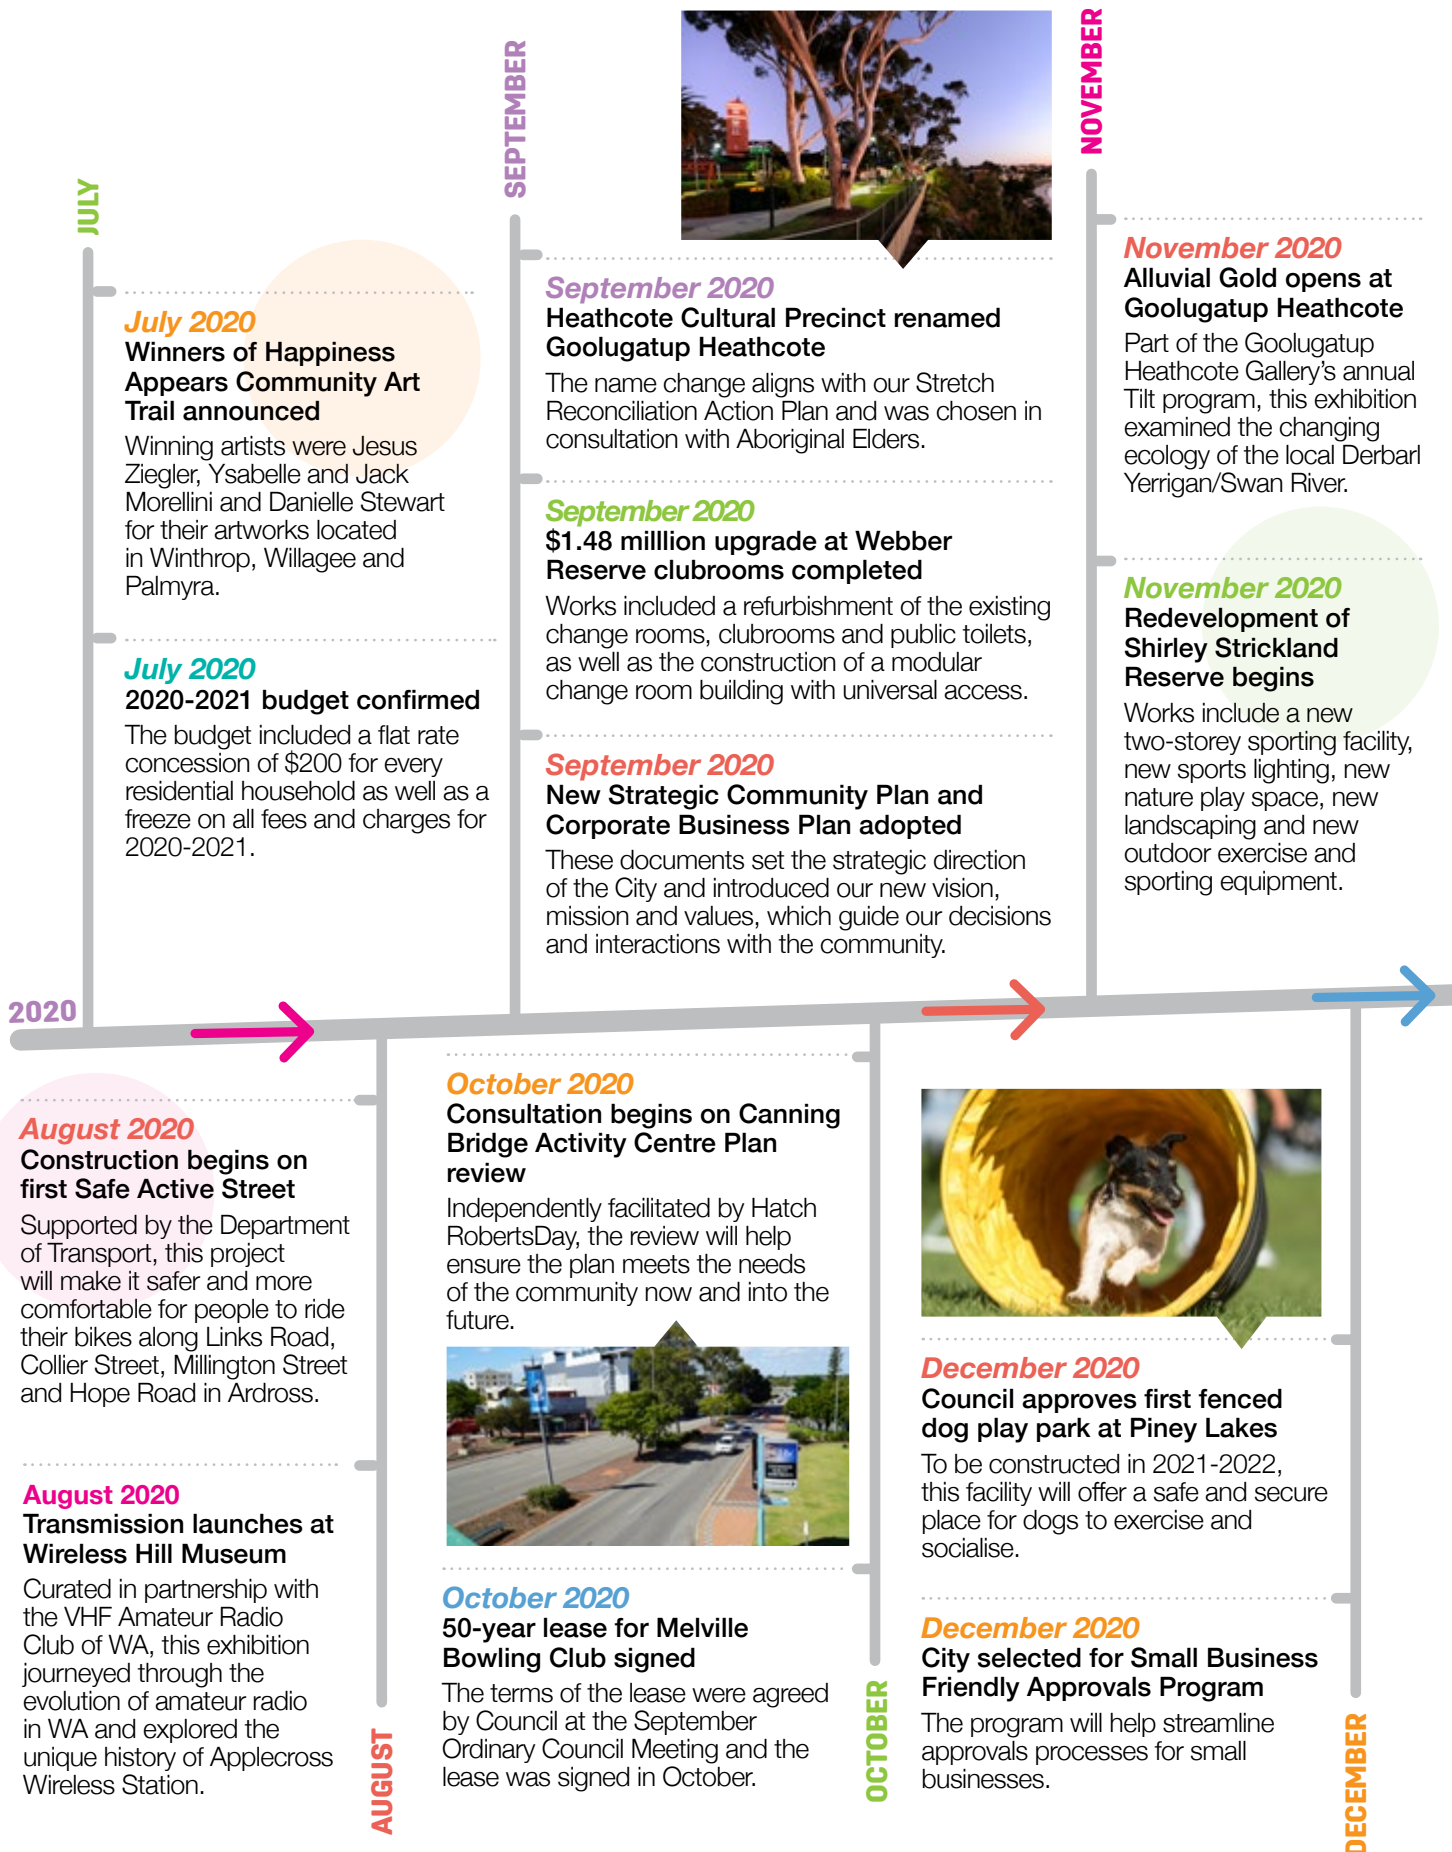 JULY
July 2020
Winners of Happiness
Appears Community Art
Trail announced
Winning artists were Jesus
Ziegler, Ysabelle and Jack
Morellini and Danielle Stewart
for their artworks located
in Winthrop, Willagee and
Palmyra.
July 2020
2020-2021 budget confirmed
The budget included a flat rate
concession of $200 for every
residential household as well as a
freeze on all fees and charges for
2020-2021.
SEPTEMBER
September 2020
Heathcote Cultural Precinct renamed
Goolugatup Heathcote
The name change aligns with our Stretch
Reconciliation Action Plan and was chosen in
consultation with Aboriginal Elders.
September 2020
$1.48 milllion upgrade at Webber
Reserve clubrooms completed
Works included a refurbishment of the existing
change rooms, clubrooms and public toilets,
as well as the construction of a modular
change room building with universal access.
September 2020
New Strategic Community Plan and
Corporate Business Plan adopted
These documents set the strategic direction
of the City and introduced our new vision,
mission and values, which guide our decisions
and interactions with the community.
NOVEMBER
November 2020
Alluvial Gold opens at
Goolugatup Heathcote
Part of the Goolugatup
Heathcote Gallery's annual
Tilt program, this exhibition
examined the changing
ecology of the local Derbarl
Yerrigan/Swan River.
November 2020
Redevelopment of
Shirley Strickland
Reserve begins
Works include a new
two-storey sporting facility,
new sports lighting, new
nature play space, new
landscaping and new
outdoor exercise and
sporting equipment.
2020
August 2020
Construction begins on
first Safe Active Street
Supported by the Department
of Transport, this project
will make it safer and more
comfortable for people to ride
their bikes along Links Road,
Collier Street, Millington Street
and Hope Road in Ardross.
August 2020
Transmission launches at
Wireless Hill Museum
Curated in partnership with
the VHF Amateur Radio
Club of WA, this exhibition
journeyed through the
evolution of amateur radio
in WA and explored the
unique history of Applecross
Wireless Station.
AUGUST
October 2020
Consultation begins on Canning
Bridge Activity Centre Plan
review
Independently facilitated by Hatch
RobertsDay, the review will help
ensure the plan meets the needs
of the community now and into the
future.
October 2020
50-year lease for Melville
Bowling Club signed
The terms of the lease were agreed
by Council at the September
Ordinary Council Meeting and the
lease was signed in October.
OCTOBER
December 2020
Council approves first fenced
dog play park at Piney Lakes
To be constructed in 2021-2022,
this facility will offer a safe and secure
place for dogs to exercise and
socialise.
December 2020
City selected for Small Business
Friendly Approvals Program
The program will help streamline
approvals processes for small
businesses.
DECEMBER